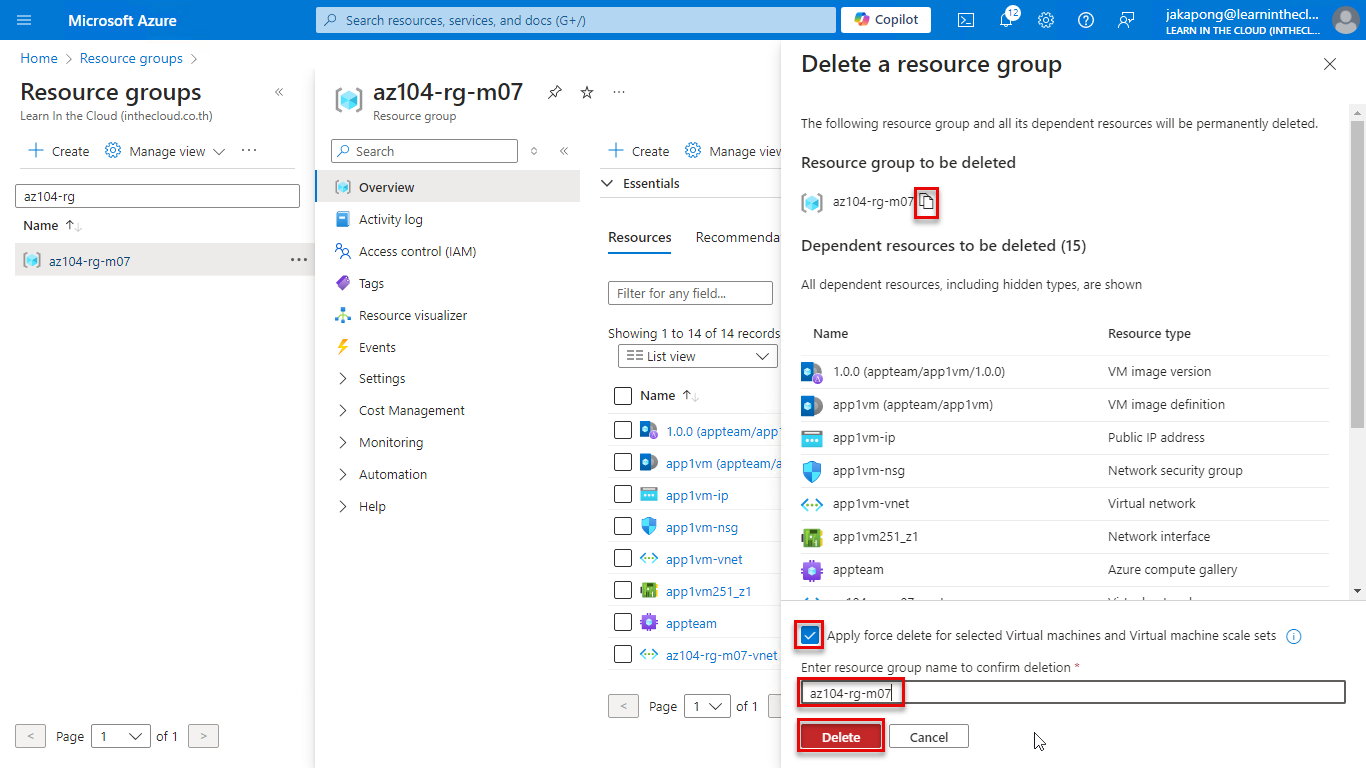 Microsoft Azure
Search resources, services, and docs (G+/)
Copilot
12
jakapong@learninthecl...
LEARN IN THE CLOUD (INTHECL...
Home > Resource groups >
Resource groups
Learn In the Cloud (inthecloud.co.th)
Create
Manage view
az104-rg
Name
az104-rg-m07
Page 1 of 1
az104-rg-m07
Resource group
Search
Overview
Activity log
Access control (IAM)
Tags
Resource visualizer
Events
Settings
Cost Management
Monitoring
Automation
Help
Create
Manage view
Essentials
Resources
Recommenda
Filter for any field...
Showing 1 to 14 of 14 records
List view
Name
1.0.0 (appteam/app1
app1vm (appteam/a
app1vm-ip
app1vm-nsg
app1vm-vnet
app1vm251_z1
appteam
az104-rg-m07-vnet
Page 1 of 1
Delete a resource group
The following resource group and all its dependent resources will be permanently deleted.
Resource group to be deleted
az104-rg-m07
Dependent resources to be deleted (15)
All dependent resources, including hidden types, are shown
Name Resource type
1.0.0 (appteam/app1vm/1.0.0) VM image version
app1vm (appteam/app1vm) VM image definition
app1vm-ip Public IP address
app1vm-nsg Network security group
app1vm-vnet Virtual network
app1vm251_z1 Network interface
appteam Azure compute gallery
Apply force delete for selected Virtual machines and Virtual machine scale sets
Enter resource group name to confirm deletion *
az104-rg-m07
Delete
Cancel